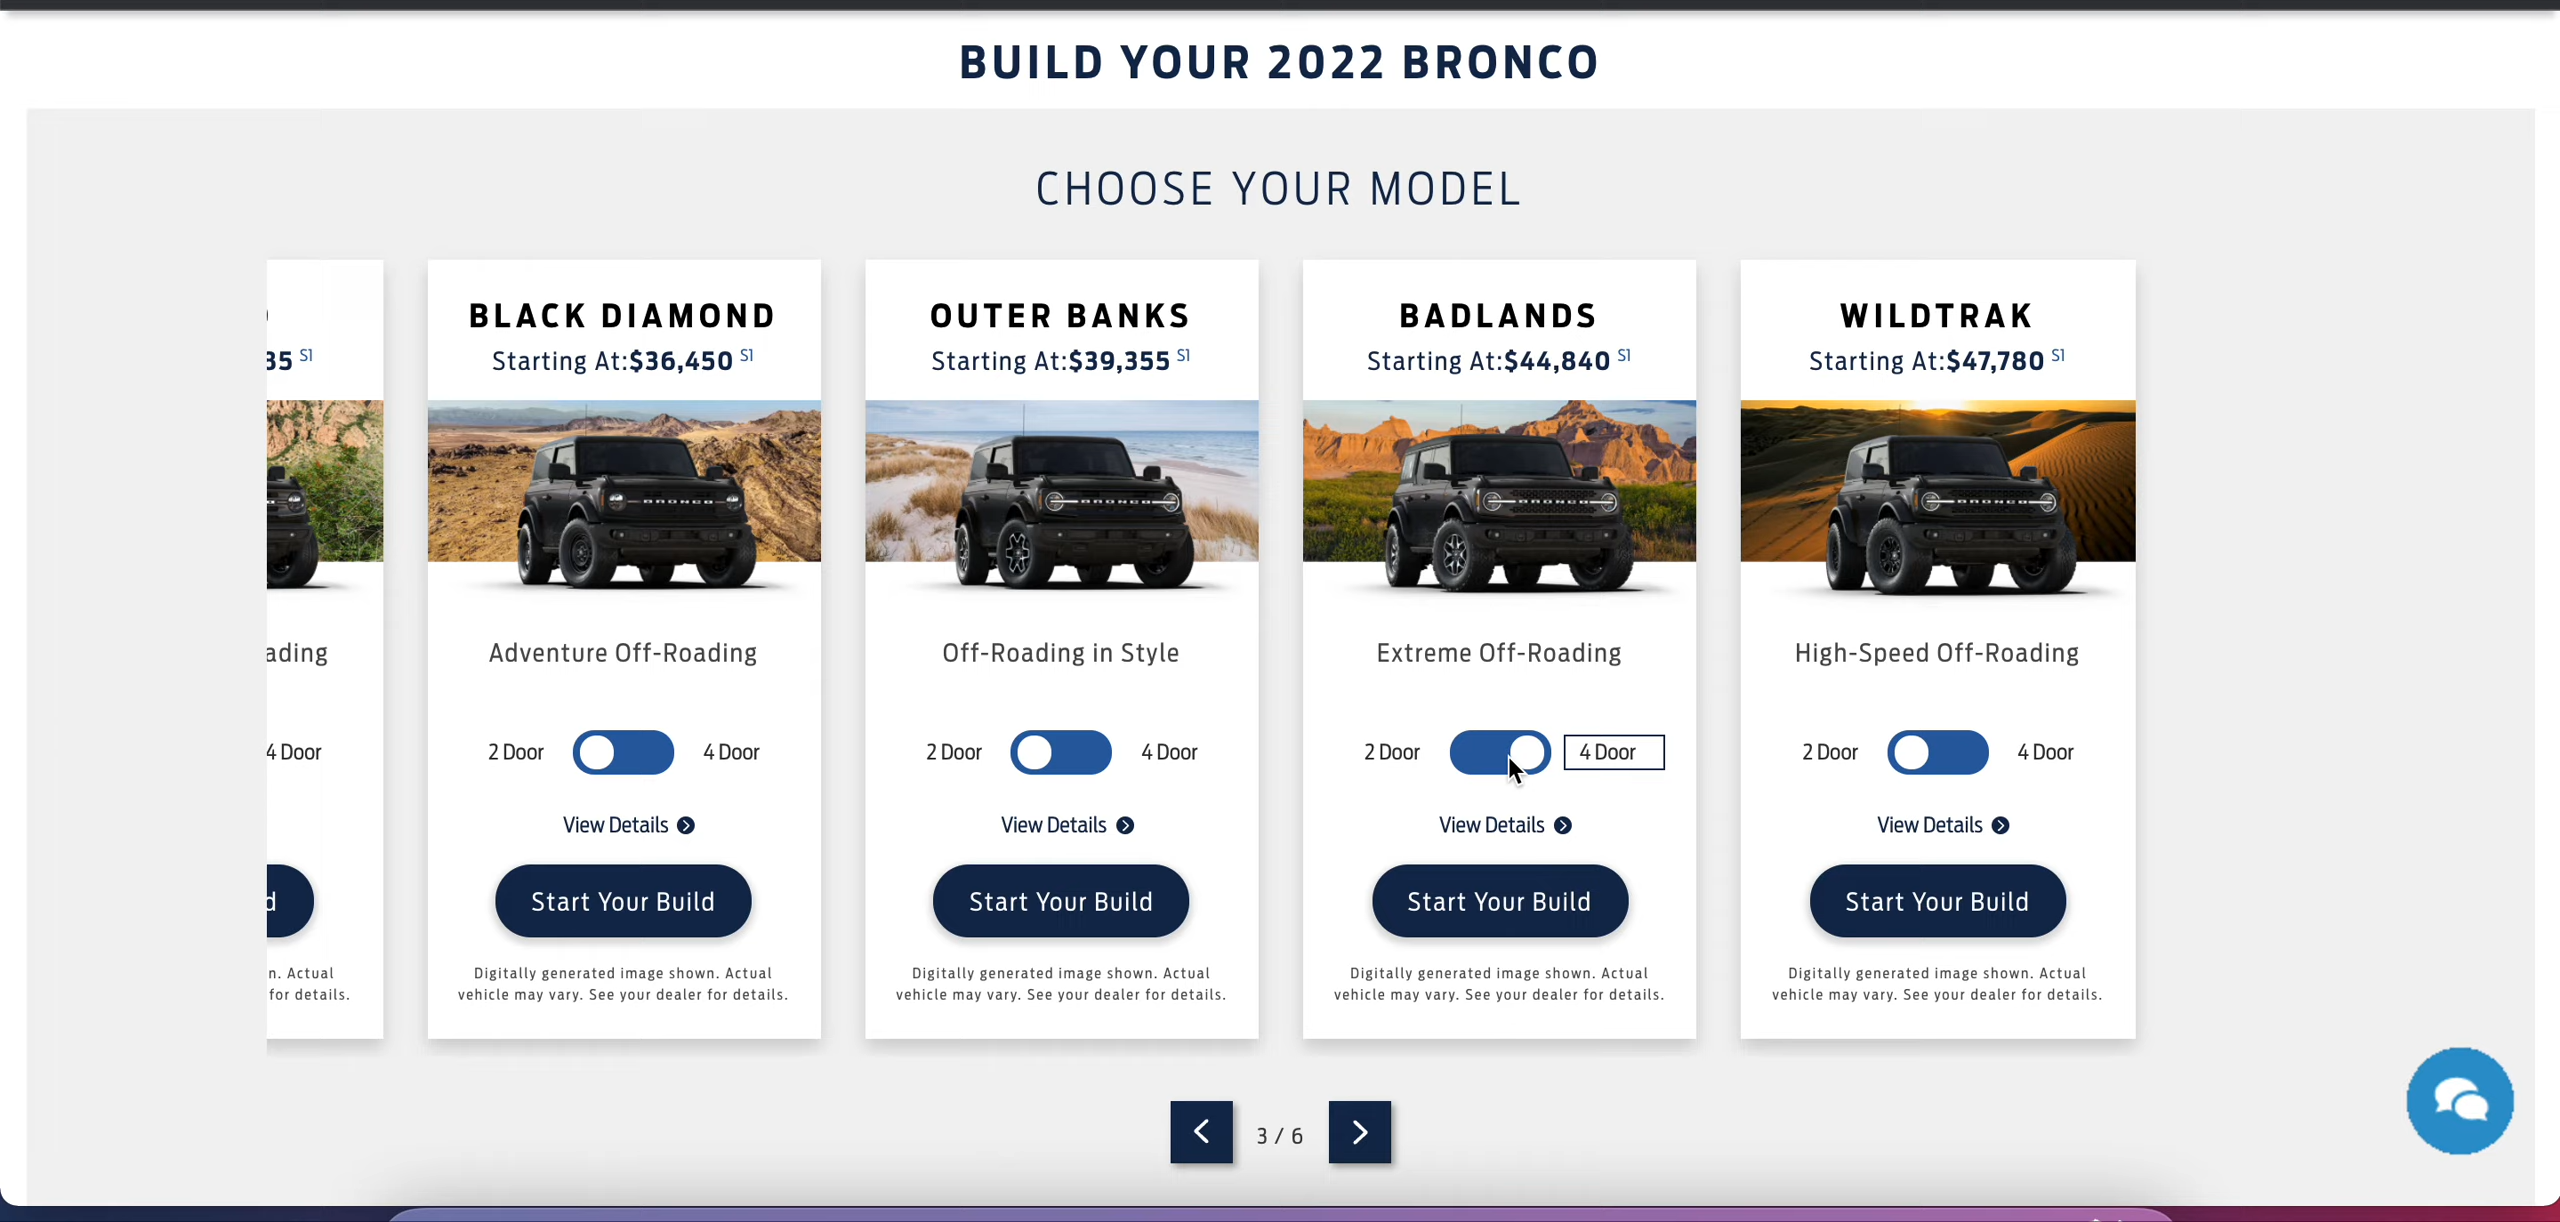 BUILD YOUR 2022 BRONCO
CHOOSE YOUR MODEL
35 S1
ading
4 Door
d
n. Actual
for details.
BLACK DIAMOND
Starting At:$36,450 S1
BRONCO
Adventure Off-Roading
2 Door 4 Door
View Details
Start Your Build
Digitally generated image shown. Actual
vehicle may vary. See your dealer for details.
OUTER BANKS
Starting At:$39,355 S1
BRONCO
Off-Roading in Style
2 Door 4 Door
View Details
Start Your Build
Digitally generated image shown. Actual
vehicle may vary. See your dealer for details.
BADLANDS
Starting At:$44,840 S1
BRONCO
Extreme Off-Roading
2 Door 4 Door
View Details
Start Your Build
Digitally generated image shown. Actual
vehicle may vary. See your dealer for details.
WILDTRAK
Starting At:$47,780 S1
BRONCO
High-Speed Off-Roading
2 Door 4 Door
View Details
Start Your Build
Digitally generated image shown. Actual
vehicle may vary. See your dealer for details.
3 / 6